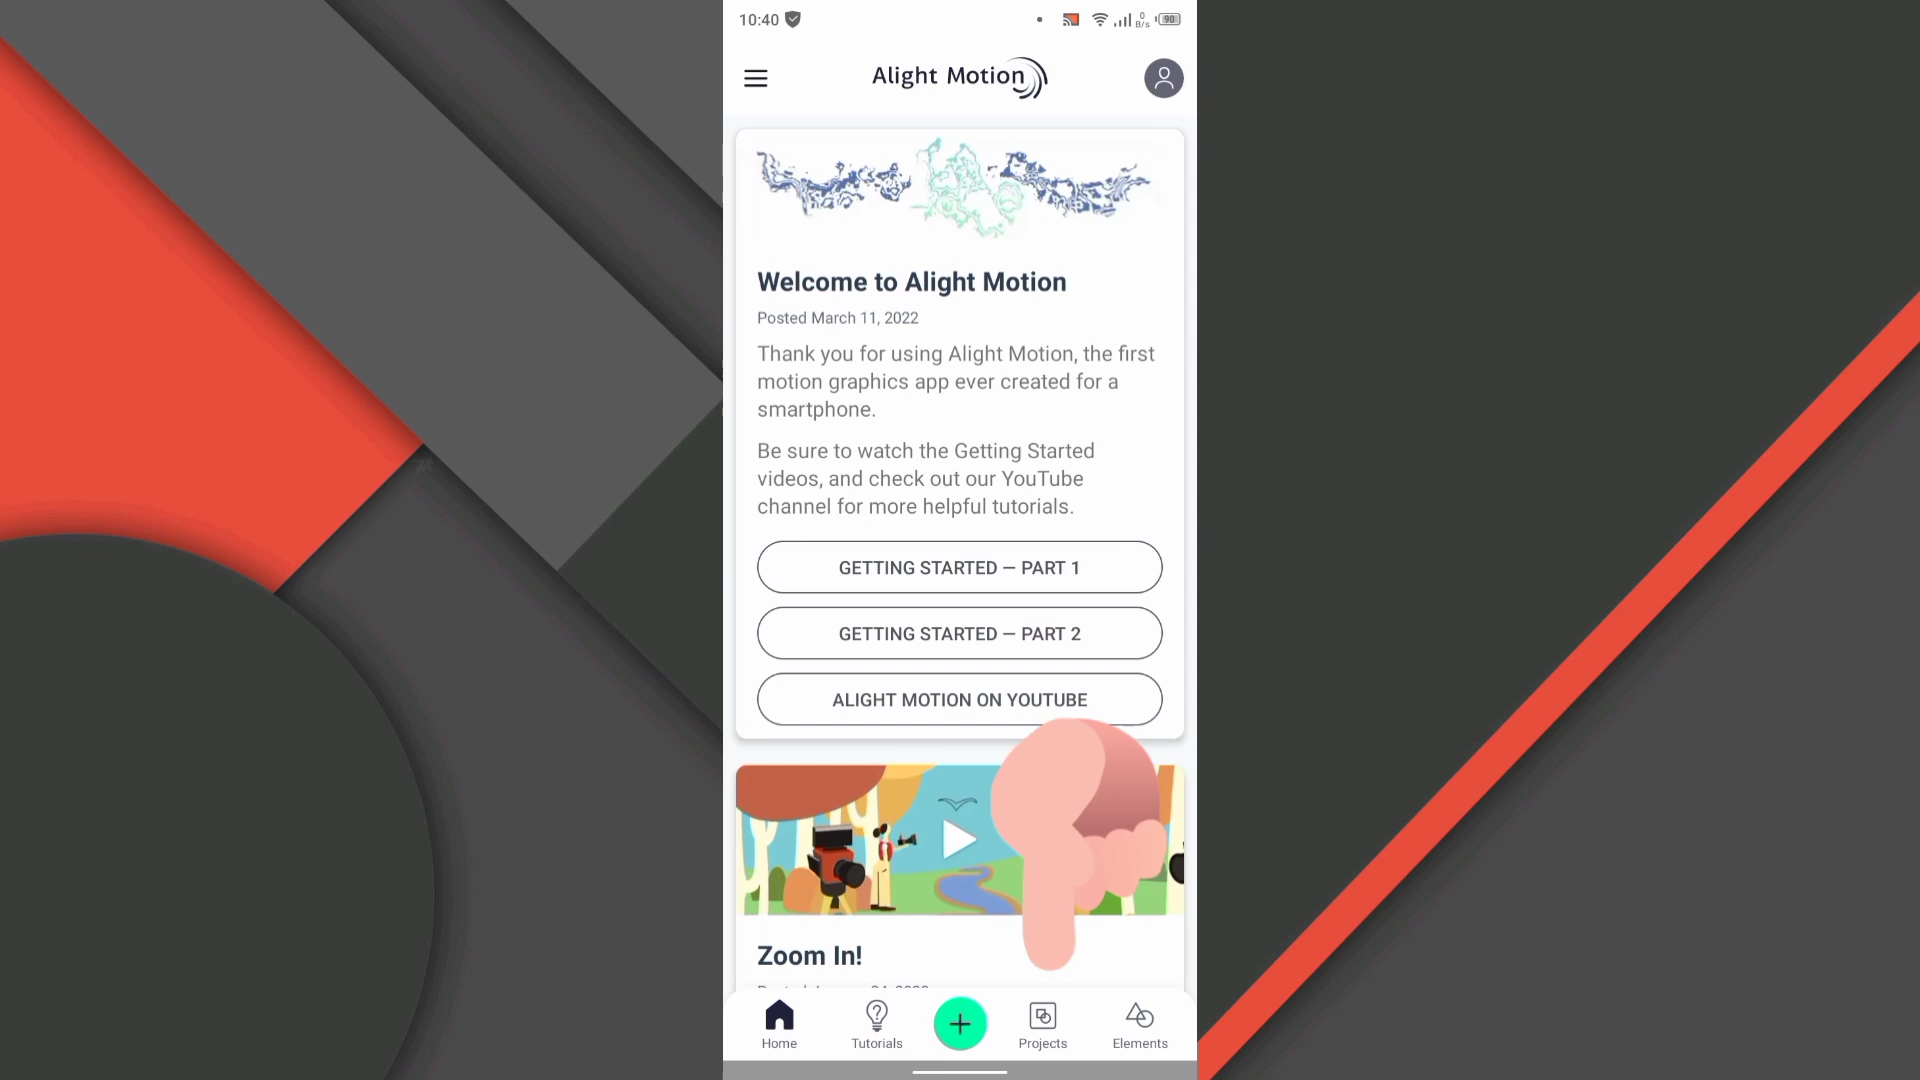 10:40
0
B/s
90
Alight Motion
Welcome to Alight Motion
Posted March 11, 2022
Thank you for using Alight Motion, the first
motion graphics app ever created for a
smartphone.
Be sure to watch the Getting Started
videos, and check out our YouTube
channel for more helpful tutorials.
GETTING STARTED — PART 1
GETTING STARTED — PART 2
ALIGHT MOTION ON YOUTUBE
Zoom In!
Home
Tutorials
Projects
Elements